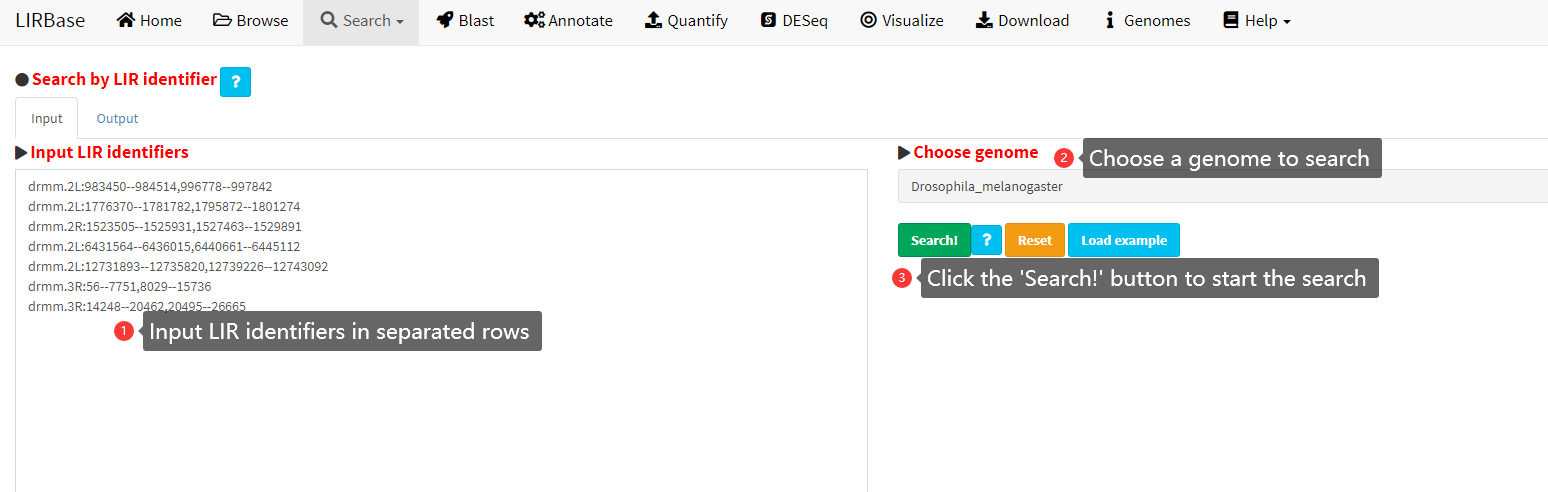 LIRBase Home Browse Search Blast Annotate Quantify DESeq Visualize Download Genomes Help
Search by LIR identifier ?
Input Output
Input LIR identifiers
drmm.2L:983450--984514,996778--997842
drmm.2L:1776370--1781782,1795872--1801274
drmm.2R:1523505--1525931,1527463--1529891
drmm.2L:6431564--6436015,6440661--6445112
drmm.2L:12731893--12735820,12739226--12743092
drmm.3R:56--7751,8029--15736
drmm.3R:14248--20462,20495--26665
1 Input LIR identifiers in separated rows
Choose genome 2 Choose a genome to search
Drosophila_melanogaster
Search! ? Reset Load example
3 Click the 'Search!' button to start the search